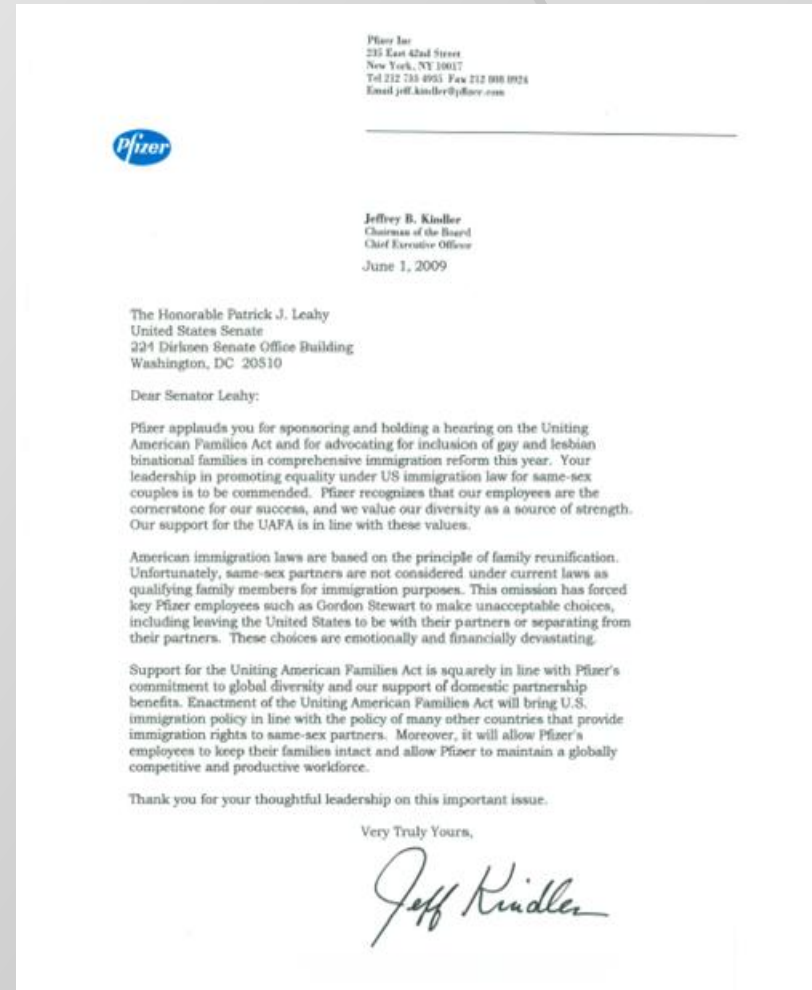 Pfizer Inc
235 East 42nd Street
New York, NY 10017
Tel 212 733 4935 Fax 212 808 8924
Email jeff.kindler@pfizer.com
Pfizer
Jeffrey B. Kindler
Chairman of the Board
Chief Executive Officer
June 1, 2009
The Honorable Patrick J. Leahy
United States Senate
224 Dirksen Senate Office Building
Washington, DC 20510
Dear Senator Leahy:
Pfizer applauds you for sponsoring and holding a hearing on the Uniting
American Families Act and for advocating for inclusion of gay and lesbian
binational families in comprehensive immigration reform this year. Your
leadership in promoting equality under US immigration law for same-sex
couples is to be commended. Pfizer recognizes that our employees are the
cornerstone for our success, and we value our diversity as a source of strength.
Our support for the UAFA is in line with these values.
American immigration laws are based on the principle of family reunification.
Unfortunately, same-sex partners are not considered under current laws as
qualifying family members for immigration purposes. This omission has forced
key Pfizer employees such as Gordon Stewart to make unacceptable choices,
including leaving the United States to be with their partners or separating from
their partners. These choices are emotionally and financially devastating.
Support for the Uniting American Families Act is squarely in line with Pfizer's
commitment to global diversity and our support of domestic partnership
benefits. Enactment of the Uniting American Families Act will bring U.S.
immigration policy in line with the policy of many other countries that provide
immigration rights to same-sex partners. Moreover, it will allow Pfizer's
employees to keep their families intact and allow Pfizer to maintain a globally
competitive and productive workforce.
Thank you for your thoughtful leadership on this important issue.
Very Truly Yours,
Jeff Kindler